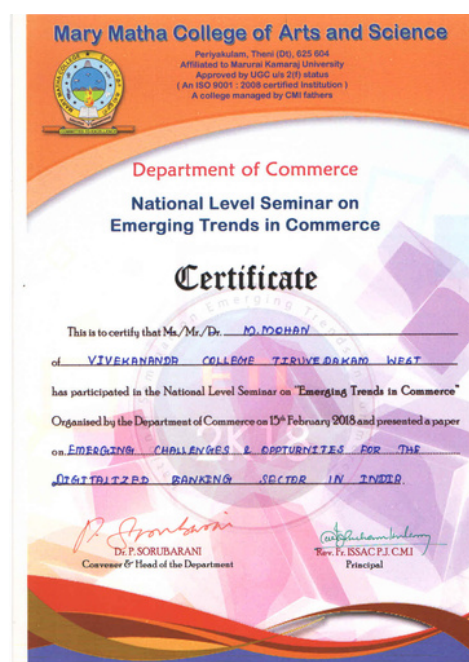 Mary Matha College of Arts and Science
Periyakulam, Theni (Dt), 625 604
Affiliated to Marurai Kamaraj University
Approved by UGC u/s 2(f) status
( An ISO 9001 : 2008 certified Institution )
A college managed by CMI fathers
Department of Commerce
National Level Seminar on
Emerging Trends in Commerce
Certificate
This is to certify that Ms./Mr./Dr. M.MOHAN
of VIVEKANANDA COLLEGE TIRUVEDAKAM WEST
has participated in the National Level Seminar on "Emerging Trends in Commerce"
Organised by the Department of Commerce on 15th February 2018 and presented a paper
on EMERGING CHALLENGES & OPPTURNITES FOR THE
DIGITALTZED BANKING SECTOR IN INDIA.
Dr. P. SORUBARANI
Convener & Head of the Department
Rev. Fr. ISSAC P.J. C.M.I
Principal